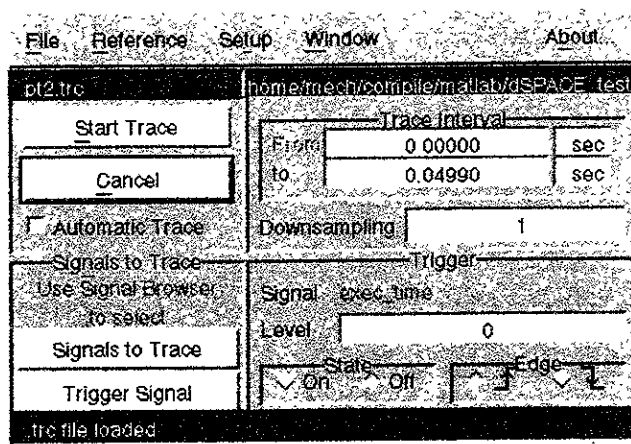 File Reference Setup Window About
pt2.trc home/mech/compile/matlab/dSPACE_test
Start Trace
Cancel
Automatic Trace
Signals to Trace
Use Signal Browser
to select
Signals to Trace
Trigger Signal
Trace Interval
From 0.00000 sec
to 0.04990 sec
Downsampling 1
Trigger
Signal exec_time
Level 0
State
On Off
Edge
.trc file loaded